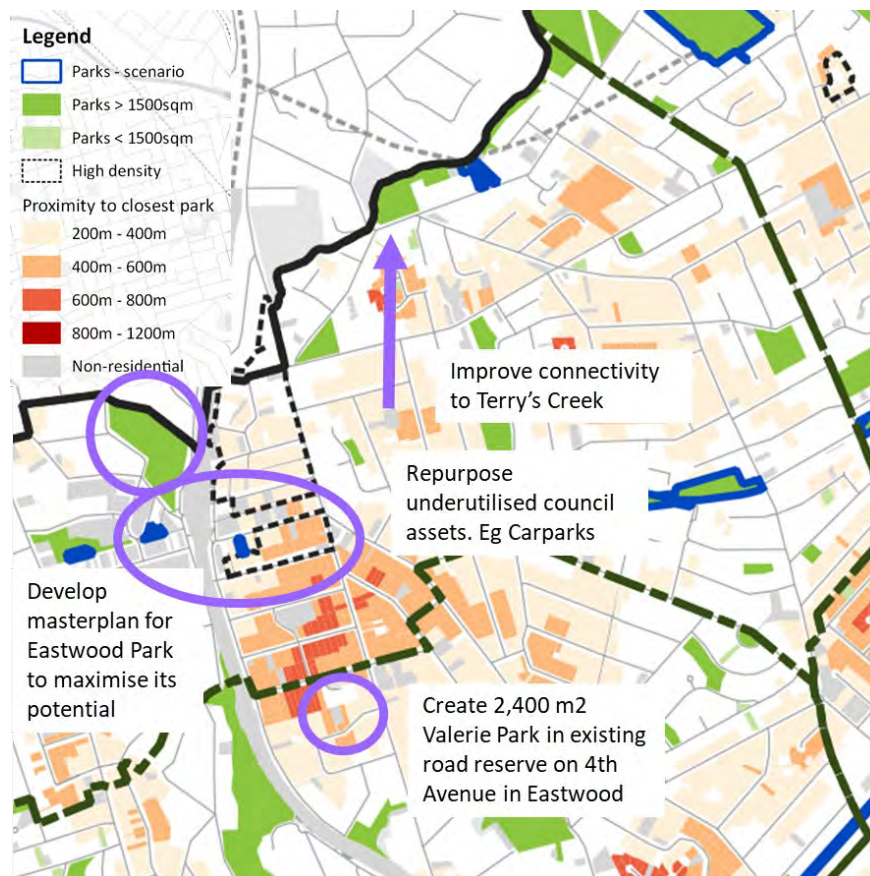 Legend
Parks - scenario
Parks > 1500sqm
Parks < 1500sqm
High density
Proximity to closest park
200m - 400m
400m - 600m
600m - 800m
800m - 1200m
Non-residential
Improve connectivity
to Terry's Creek
Repurpose
underutilised council
assets. Eg Carparks
Develop
masterplan for
Eastwood Park
to maximise its
potential
Create 2,400 m2
Valerie Park in existing
road reserve on 4th
Avenue in Eastwood